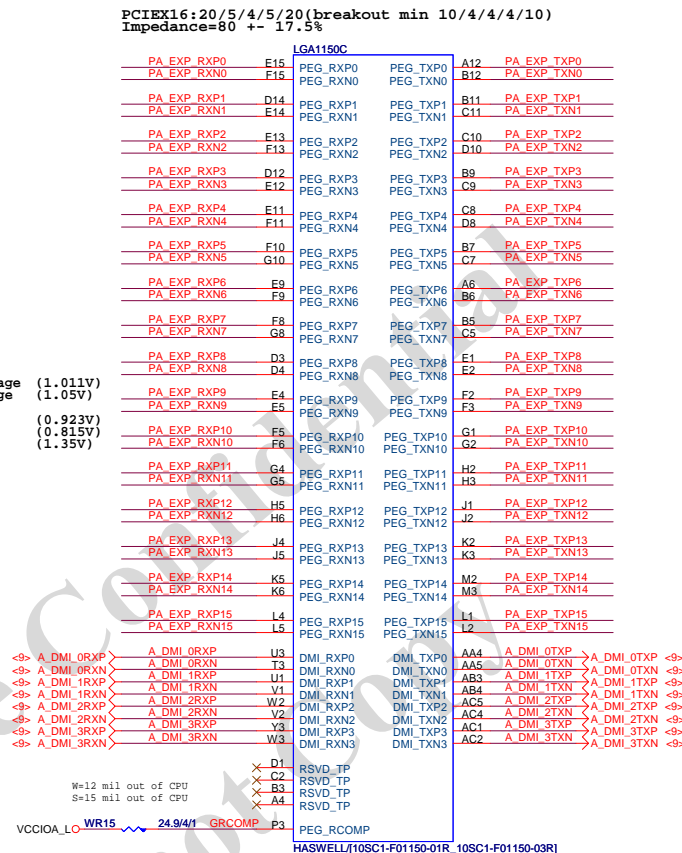 PCIEX16:20/5/4/5/20(breakout min 10/4/4/4/10)
Impedance=80 +- 17.5%
LGA1150C
PA_EXP_RXP0 E15 PEG_RXP0 PEG_TXP0 A12 PA_EXP_TXP0
PA_EXP_RXN0 F15 PEG_RXN0 PEG_TXN0 B12 PA_EXP_TXN0
PA_EXP_RXP1 D14 PEG_RXP1 PEG_TXP1 B11 PA_EXP_TXP1
PA_EXP_RXN1 E14 PEG_RXN1 PEG_TXN1 C11 PA_EXP_TXN1
PA_EXP_RXP2 E13 PEG_RXP2 PEG_TXP2 C10 PA_EXP_TXP2
PA_EXP_RXN2 F13 PEG_RXN2 PEG_TXN2 D10 PA_EXP_TXN2
PA_EXP_RXP3 D12 PEG_RXP3 PEG_TXP3 B9 PA_EXP_TXP3
PA_EXP_RXN3 E12 PEG_RXN3 PEG_TXN3 C9 PA_EXP_TXN3
PA_EXP_RXP4 E11 PEG_RXP4 PEG_TXP4 C8 PA_EXP_TXP4
PA_EXP_RXN4 F11 PEG_RXN4 PEG_TXN4 D8 PA_EXP_TXN4
PA_EXP_RXP5 F10 PEG_RXP5 PEG_TXP5 B7 PA_EXP_TXP5
PA_EXP_RXN5 G10 PEG_RXN5 PEG_TXN5 C7 PA_EXP_TXN5
PA_EXP_RXP6 E9 PEG_RXP6 PEG_TXP6 A6 PA_EXP_TXP6
PA_EXP_RXN6 F9 PEG_RXN6 PEG_TXN6 B6 PA_EXP_TXN6
PA_EXP_RXP7 F8 PEG_RXP7 PEG_TXP7 B5 PA_EXP_TXP7
PA_EXP_RXN7 G8 PEG_RXN7 PEG_TXN7 C5 PA_EXP_TXN7
PA_EXP_RXP8 D3 PEG_RXP8 PEG_TXP8 E1 PA_EXP_TXP8
PA_EXP_RXN8 D4 PEG_RXN8 PEG_TXN8 E2 PA_EXP_TXN8
age (1.011V)
ge (1.05V)
PA_EXP_RXP9 E4 PEG_RXP9 PEG_TXP9 F2 PA_EXP_TXP9
PA_EXP_RXN9 E5 PEG_RXN9 PEG_TXN9 F3 PA_EXP_TXN9
(0.923V)
(0.815V)
(1.35V)
PA_EXP_RXP10 F5 PEG_RXP10 PEG_TXP10 G1 PA_EXP_TXP10
PA_EXP_RXN10 F6 PEG_RXN10 PEG_TXN10 G2 PA_EXP_TXN10
PA_EXP_RXP11 G4 PEG_RXP11 PEG_TXP11 H2 PA_EXP_TXP11
PA_EXP_RXN11 G5 PEG_RXN11 PEG_TXN11 H3 PA_EXP_TXN11
PA_EXP_RXP12 H5 PEG_RXP12 PEG_TXP12 J1 PA_EXP_TXP12
PA_EXP_RXN12 H6 PEG_RXN12 PEG_TXN12 J2 PA_EXP_TXN12
PA_EXP_RXP13 J4 PEG_RXP13 PEG_TXP13 K2 PA_EXP_TXP13
PA_EXP_RXN13 J5 PEG_RXN13 PEG_TXN13 K3 PA_EXP_TXN13
PA_EXP_RXP14 K5 PEG_RXP14 PEG_TXP14 M2 PA_EXP_TXP14
PA_EXP_RXN14 K6 PEG_RXN14 PEG_TXN14 M3 PA_EXP_TXN14
PA_EXP_RXP15 L4 PEG_RXP15 PEG_TXP15 L1 PA_EXP_TXP15
PA_EXP_RXN15 L5 PEG_RXN15 PEG_TXN15 L2 PA_EXP_TXN15
<9> A_DMI_0RXP A_DMI_0RXP U3 DMI_RXP0 DMI_TXP0 AA4 A_DMI_0TXP A_DMI_0TXP <9>
<9> A_DMI_0RXN A_DMI_0RXN T3 DMI_RXN0 DMI_TXN0 AA5 A_DMI_0TXN A_DMI_0TXN <9>
<9> A_DMI_1RXP A_DMI_1RXP U1 DMI_RXP1 DMI_TXP1 AB3 A_DMI_1TXP A_DMI_1TXP <9>
<9> A_DMI_1RXN A_DMI_1RXN V1 DMI_RXN1 DMI_TXN1 AB4 A_DMI_1TXN A_DMI_1TXN <9>
<9> A_DMI_2RXP A_DMI_2RXP W2 DMI_RXP2 DMI_TXP2 AC5 A_DMI_2TXP A_DMI_2TXP <9>
<9> A_DMI_2RXN A_DMI_2RXN V2 DMI_RXN2 DMI_TXN2 AC4 A_DMI_2TXN A_DMI_2TXN <9>
<9> A_DMI_3RXP A_DMI_3RXP Y3 DMI_RXP3 DMI_TXP3 AC1 A_DMI_3TXP A_DMI_3TXP <9>
<9> A_DMI_3RXN A_DMI_3RXN W3 DMI_RXN3 DMI_TXN3 AC2 A_DMI_3TXN A_DMI_3TXN <9>
D1 RSVD_TP
C2 RSVD_TP
B3 RSVD_TP
A4 RSVD_TP
W=12 mil out of CPU
S=15 mil out of CPU
VCCIOA_L WR15 24.9/4/1 GRCOMP P3 PEG_RCOMP
HASWELL/[10SC1-F01150-01R_10SC1-F01150-03R]
Confidential
not Copy